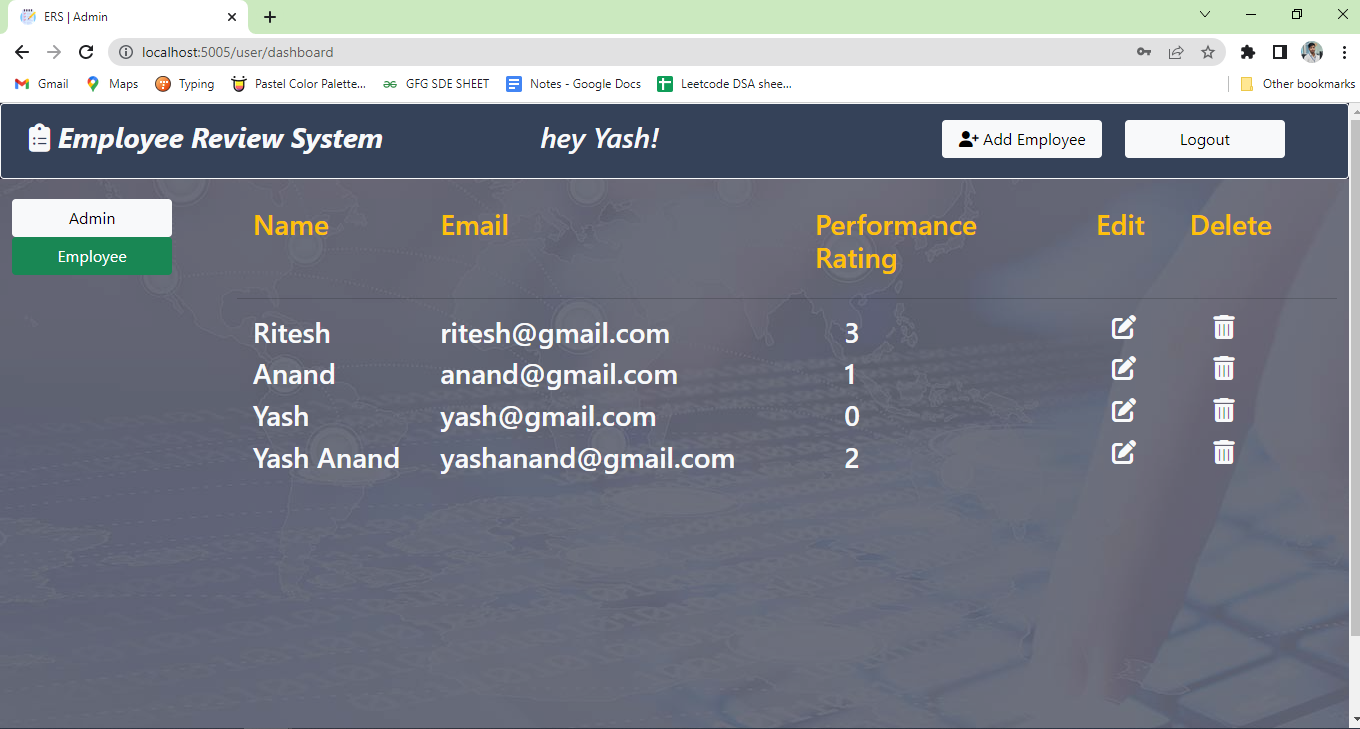 ERS | Admin
localhost:5005/user/dashboard
Gmail Maps Typing Pastel Color Palette... GFG SDE SHEET Notes - Google Docs Leetcode DSA shee... Other bookmarks
Employee Review System hey Yash! Add Employee Logout
Admin
Employee
Name Email Performance Rating Edit Delete
Ritesh ritesh@gmail.com 3
Anand anand@gmail.com 1
Yash yash@gmail.com 0
Yash Anand yashanand@gmail.com 2